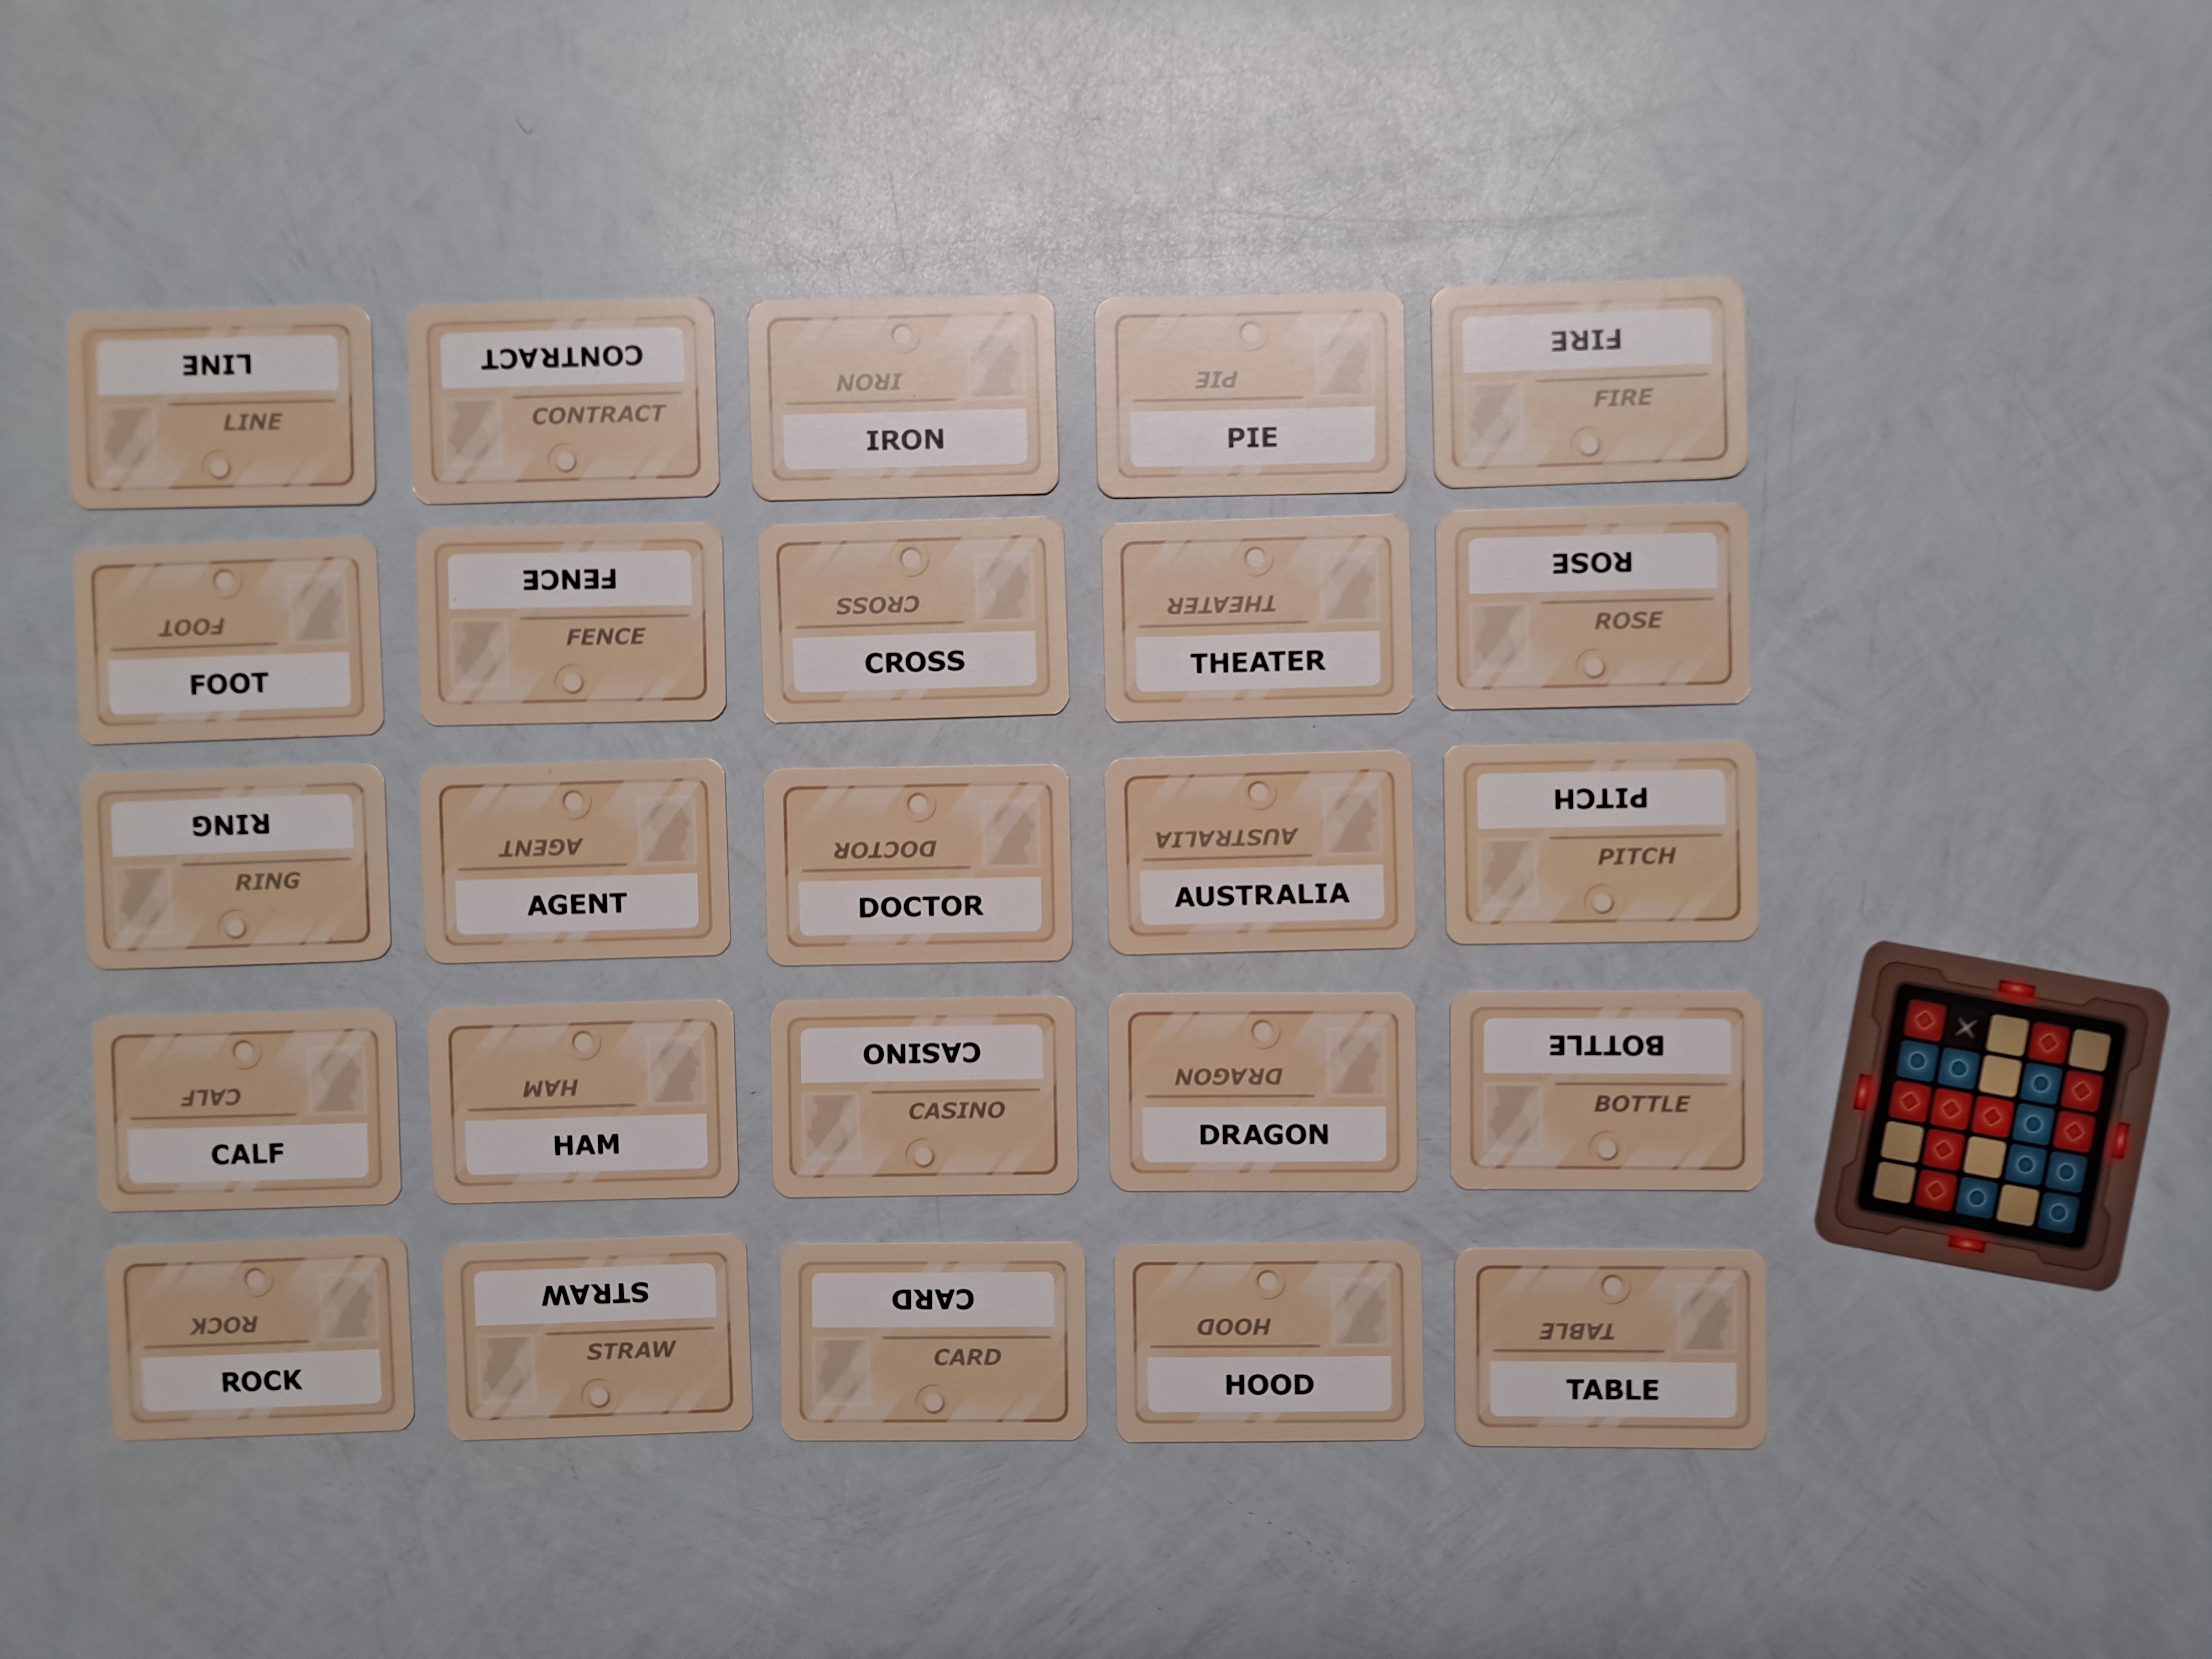 ROCK
ROCK
CALF
CALF
RING
RING
FOOT
FOOT
LINE
LINE
STRAW
STRAW
HAM
HAM
AGENT
AGENT
FENCE
FENCE
CONTRACT
CONTRACT
CARD
CARD
CASINO
CASINO
DOCTOR
DOCTOR
CROSS
CROSS
IRON
IRON
HOOD
HOOD
DRAGON
DRAGON
AUSTRALIA
AUSTRALIA
THEATER
THEATER
PIE
PIE
TABLE
TABLE
BOTTLE
BOTTLE
PITCH
PITCH
ROSE
ROSE
FIRE
FIRE